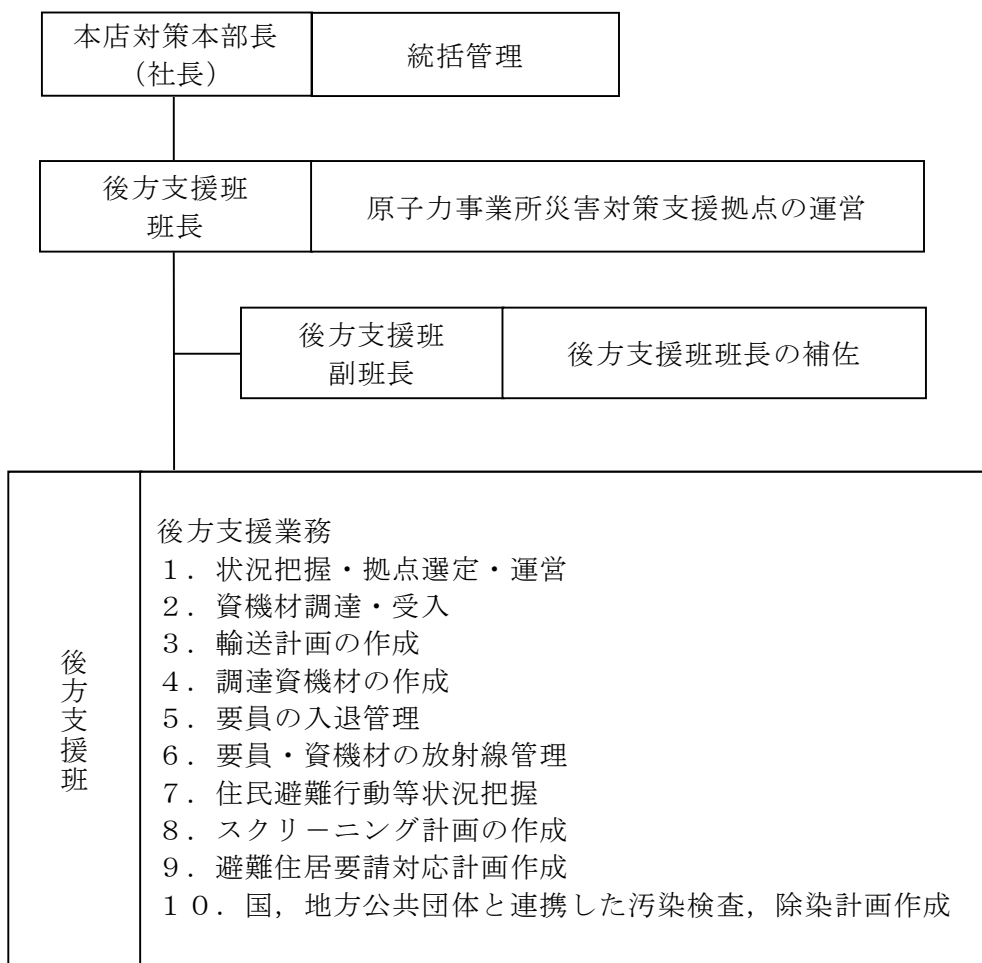 本店対策本部長
(社長)
統括管理
後方支援班
班長
原子力事業所災害対策支援拠点の運営
後方支援班
副班長
後方支援班班長の補佐
後方支援班
後方支援業務
1．状況把握・拠点選定・運営
2．資機材調達・受入
3．輸送計画の作成
4．調達資機材の作成
5．要員の入退管理
6．要員・資機材の放射線管理
7．住民避難行動等状況把握
8．スクリ－ニング計画の作成
9．避難住居要請対応計画作成
10．国，地方公共団体と連携した汚染検査，除染計画作成